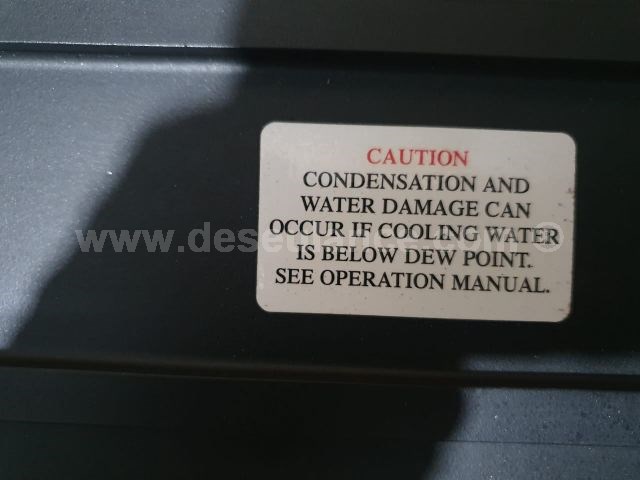 CAUTION
CONDENSATION AND
WATER DAMAGE CAN
OCCUR IF COOLING WATER
IS BELOW DEW POINT.
SEE OPERATION MANUAL.